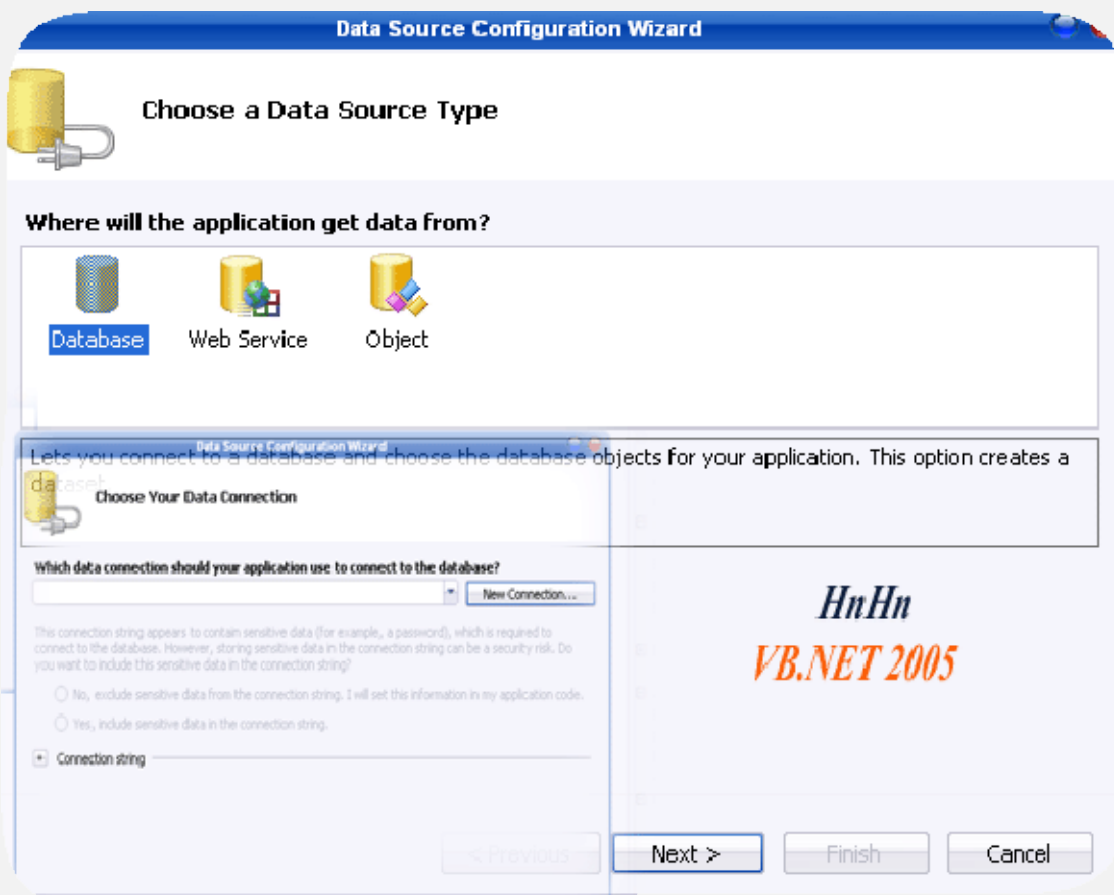 Data Source Configuration Wizard
Choose a Data Source Type
Where will the application get data from?
Database
Web Service
Object
Lets you connect to a database and choose the database objects for your application. This option creates a
dataset
Data Source Configuration Wizard
Choose Your Data Connection
Which data connection should your application use to connect to the database?
New Connection...
This connection string appears to contain sensitive data (for example, a password), which is required to
connect to the database. However, storing sensitive data in the connection string can be a security risk. Do
you want to include this sensitive data in the connection string?
No, exclude sensitive data from the connection string. I will set this information in my application code.
Yes, include sensitive data in the connection string.
Connection string
HnHn
VB.NET 2005
< Previous
Next >
Finish
Cancel